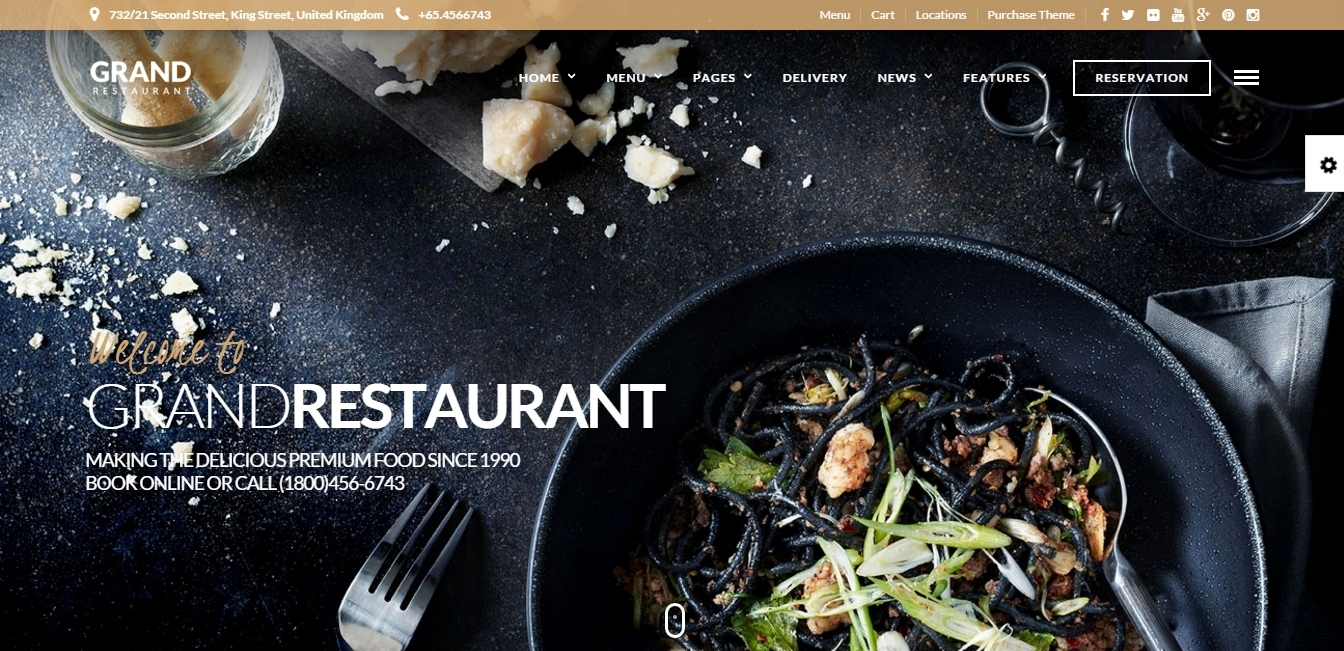 732/21 Second Street, King Street, United Kingdom +65.4566743 Menu Cart Locations Purchase Theme
GRAND
RESTAURANT
HOME MENU PAGES DELIVERY NEWS FEATURES RESERVATION
Welcome to
GRANDRESTAURANT
MAKING THE DELICIOUS PREMIUM FOOD SINCE 1990
BOOK ONLINE OR CALL (1800)456-6743